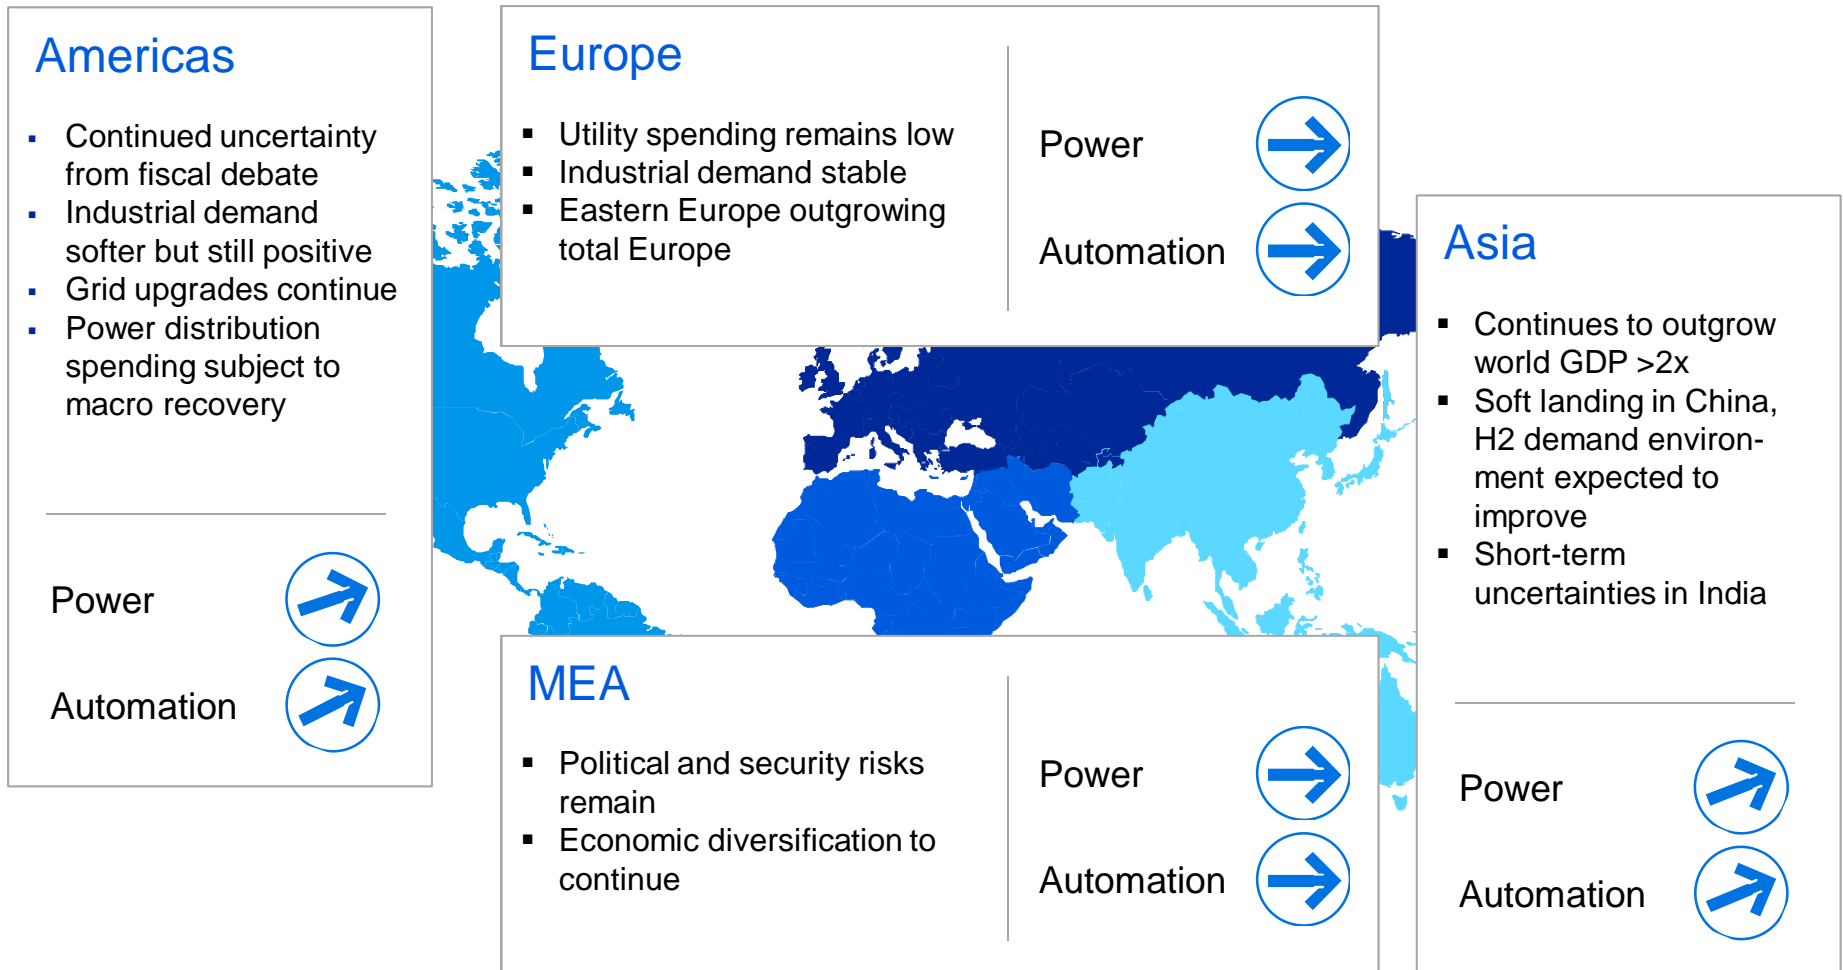 Americas
▪ Continued uncertainty
from fiscal debate
▪ Industrial demand
softer but still positive
▪ Grid upgrades continue
▪ Power distribution
spending subject to
macro recovery
Power
Automation
Europe
▪ Utility spending remains low
▪ Industrial demand stable
▪ Eastern Europe outgrowing
total Europe
Power
Automation
MEA
▪ Political and security risks
remain
▪ Economic diversification to
continue
Power
Automation
Asia
▪ Continues to outgrow
world GDP >2x
▪ Soft landing in China,
H2 demand environ-
ment expected to
improve
▪ Short-term
uncertainties in India
Power
Automation